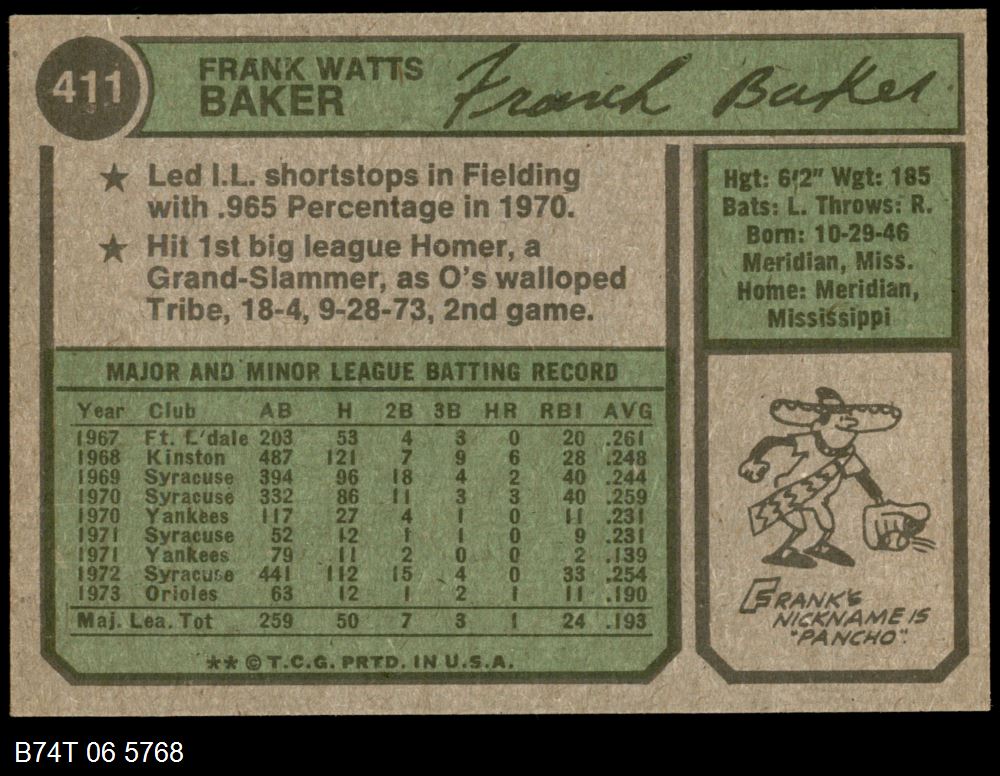 411
FRANK WATTS
BAKER
Frank Baker
★ Led I.L. shortstops in Fielding
with .965 Percentage in 1970.
★ Hit 1st big league Homer, a
Grand-Slammer, as O's walloped
Tribe, 18-4, 9-28-73, 2nd game.
Hgt: 6'2" Wgt: 185
Bats: L. Throws: R.
Born: 10-29-46
Meridian, Miss.
Home: Meridian,
Mississippi
MAJOR AND MINOR LEAGUE BATTING RECORD
Year Club AB H 2B 3B HR RBI AVG
1967 Ft. L'dale 203 53 4 3 0 20 .261
1968 Kinston 487 121 7 9 6 28 .248
1969 Syracuse 394 96 18 4 2 40 .244
1970 Syracuse 332 86 11 3 3 40 .259
1970 Yankees 117 27 4 1 0 11 .231
1971 Syracuse 52 12 1 1 0 9 .231
1971 Yankees 79 11 2 0 0 2 .139
1972 Syracuse 441 112 15 4 0 33 .254
1973 Orioles 63 12 1 2 1 11 .190
Maj. Lea. Tot 259 50 7 3 1 24 .193
** © T.C.G. PRTD. IN U.S.A.
FRANK'S
NICKNAME IS
"PANCHO".
B74T 06 5768